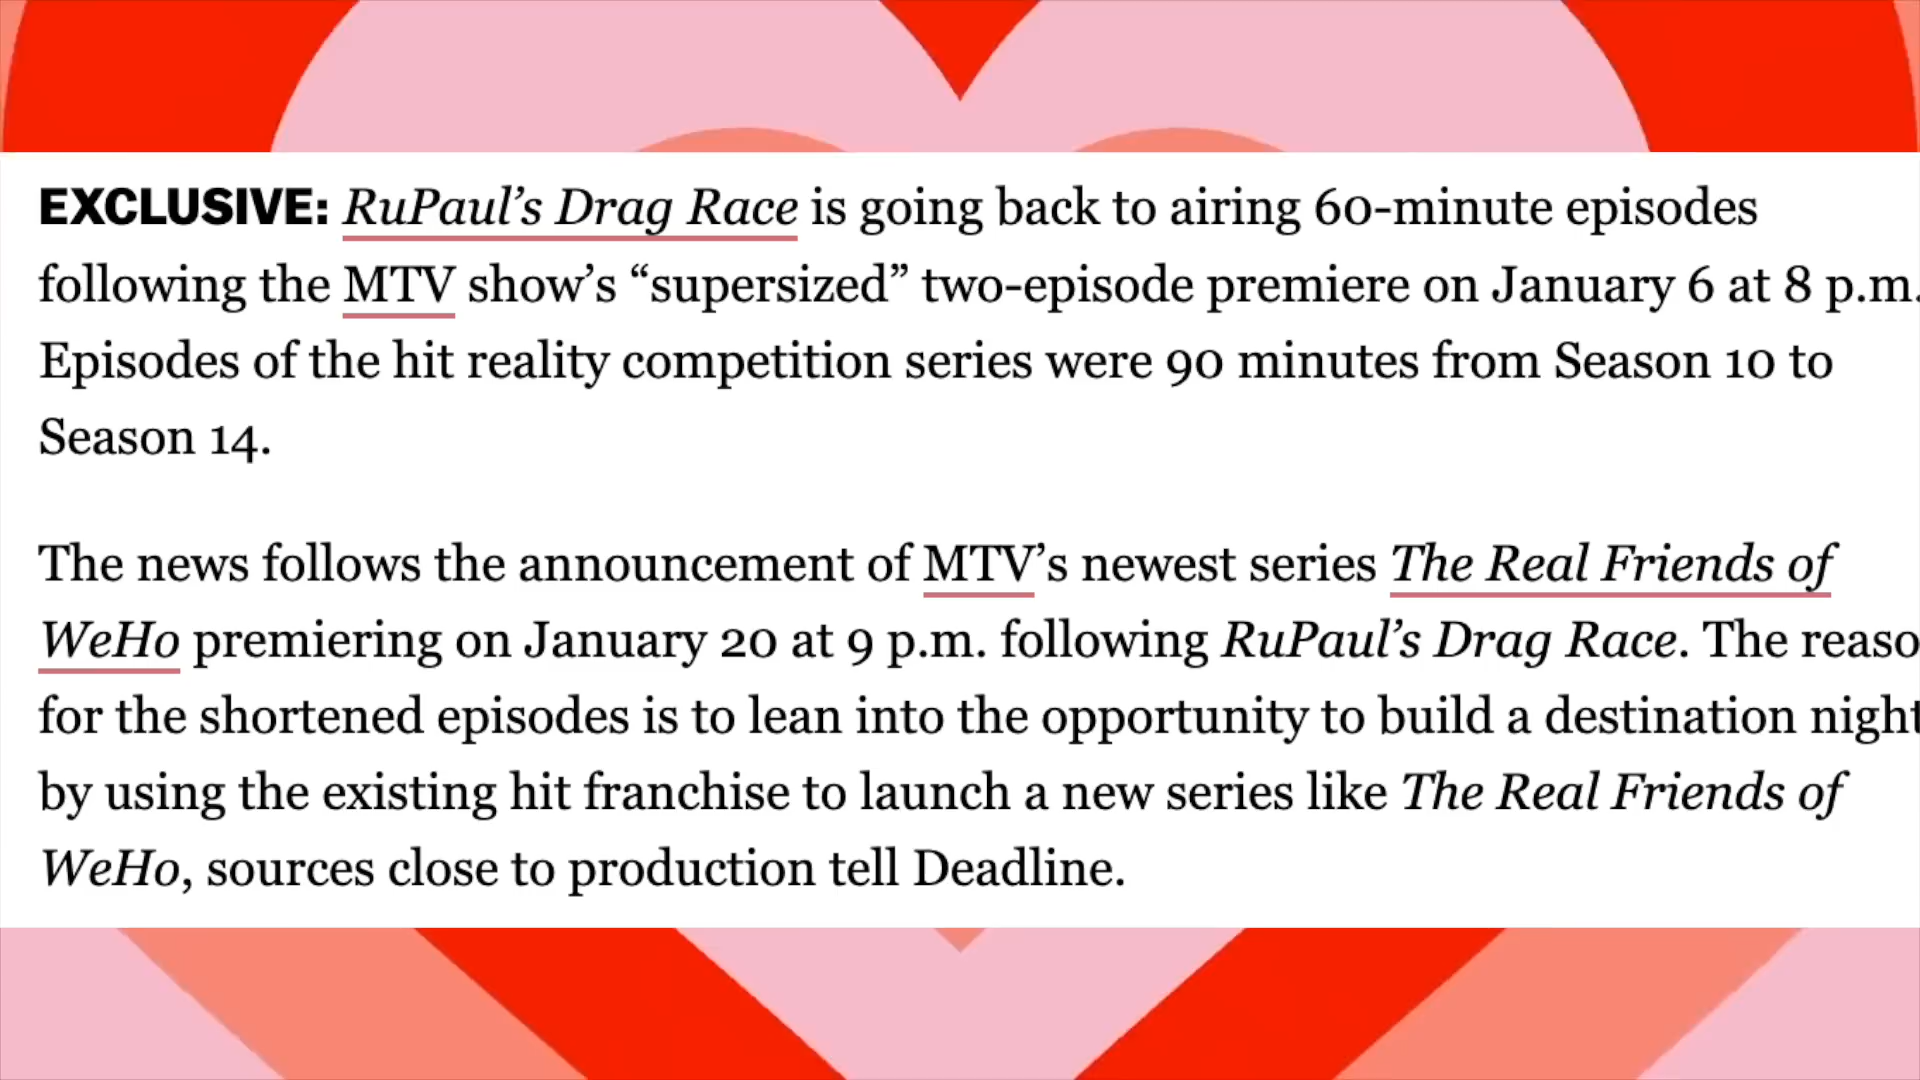 EXCLUSIVE: RuPaul’s Drag Race is going back to airing 60-minute episodes
following the MTV show’s “supersized” two-episode premiere on January 6 at 8 p.m.
Episodes of the hit reality competition series were 90 minutes from Season 10 to
Season 14.
The news follows the announcement of MTV’s newest series The Real Friends of
WeHo premiering on January 20 at 9 p.m. following RuPaul’s Drag Race. The reaso
for the shortened episodes is to lean into the opportunity to build a destination night
by using the existing hit franchise to launch a new series like The Real Friends of
WeHo, sources close to production tell Deadline.